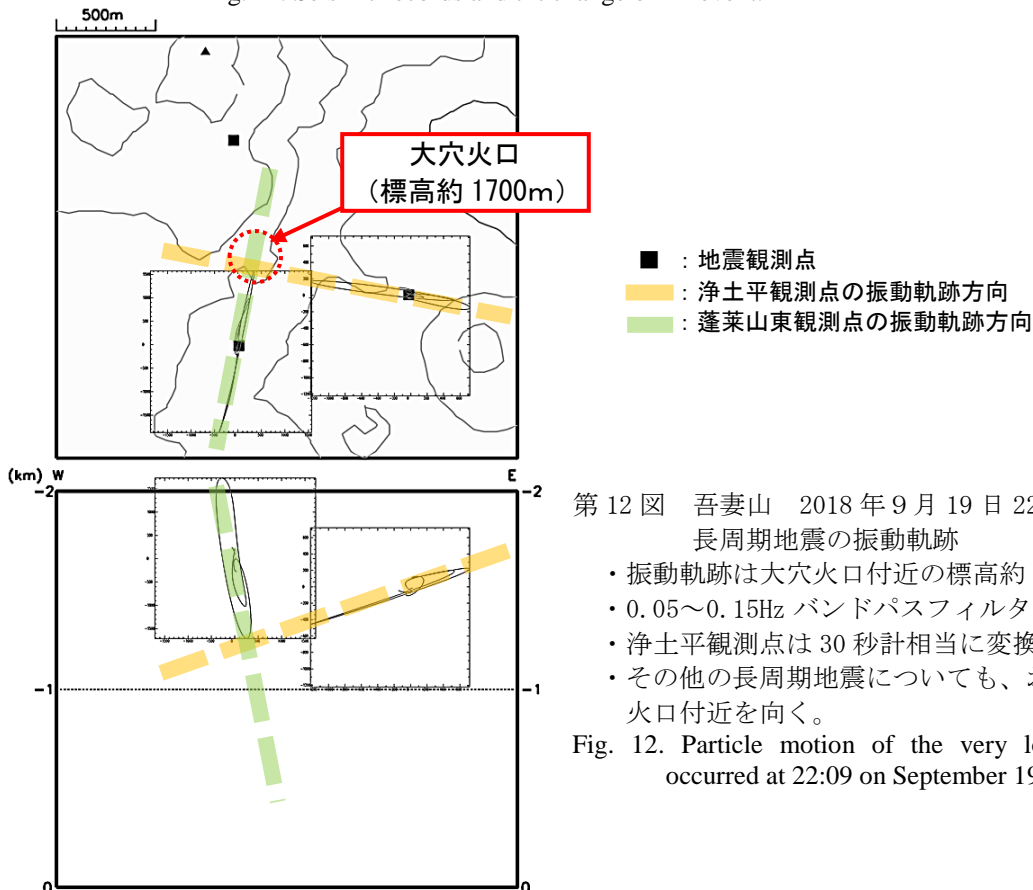 500m
大穴火口
(標高約 1700m)
■ : 地震観測点
: 浄土平観測点の振動軌跡方向
: 蓬莱山東観測点の振動軌跡方向
(km) W
E
-2
-2
-1
-1
0
0
第 12 図 吾妻山 2018 年 9 月 19 日 22
長周期地震の振動軌跡
・振動軌跡は大穴火口付近の標高約
・0.05～0.15Hz バンドパスフィルタ
・浄土平観測点は 30 秒計相当に変換
・その他の長周期地震についても、
火口付近を向く。
Fig. 12. Particle motion of the very
occurred at 22:09 on September 19